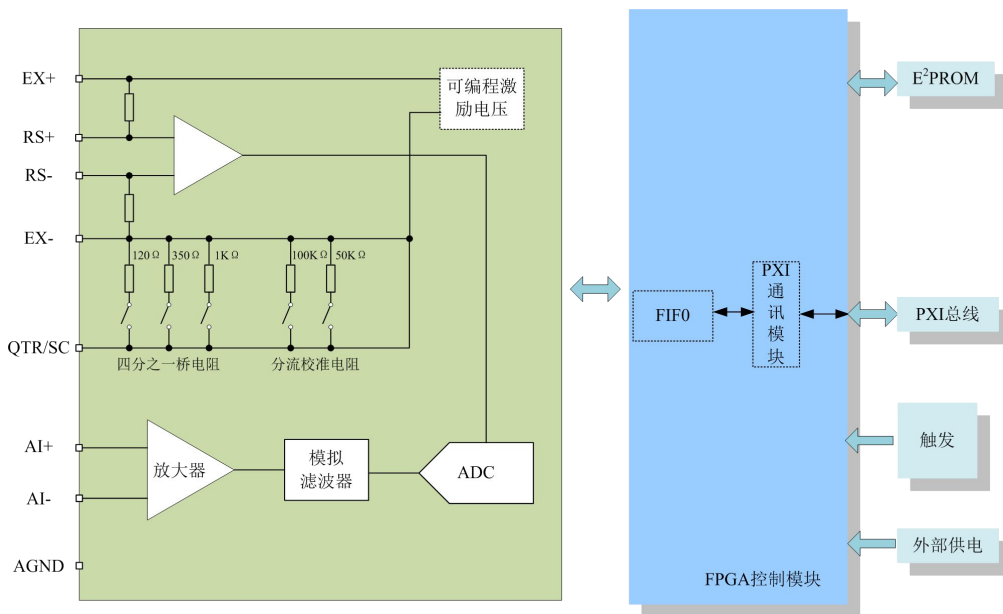 EX+
RS+
RS-
EX-
QTR/SC
AI+
AI-
AGND
可编程激
励电压
120Ω
350Ω
1KΩ
100KΩ
50KΩ
四分之一桥电阻
分流校准电阻
放大器
模拟
滤波器
ADC
FIF0
PXI
通
讯
模
块
FPGA控制模块
E²PROM
PXI总线
触发
外部供电